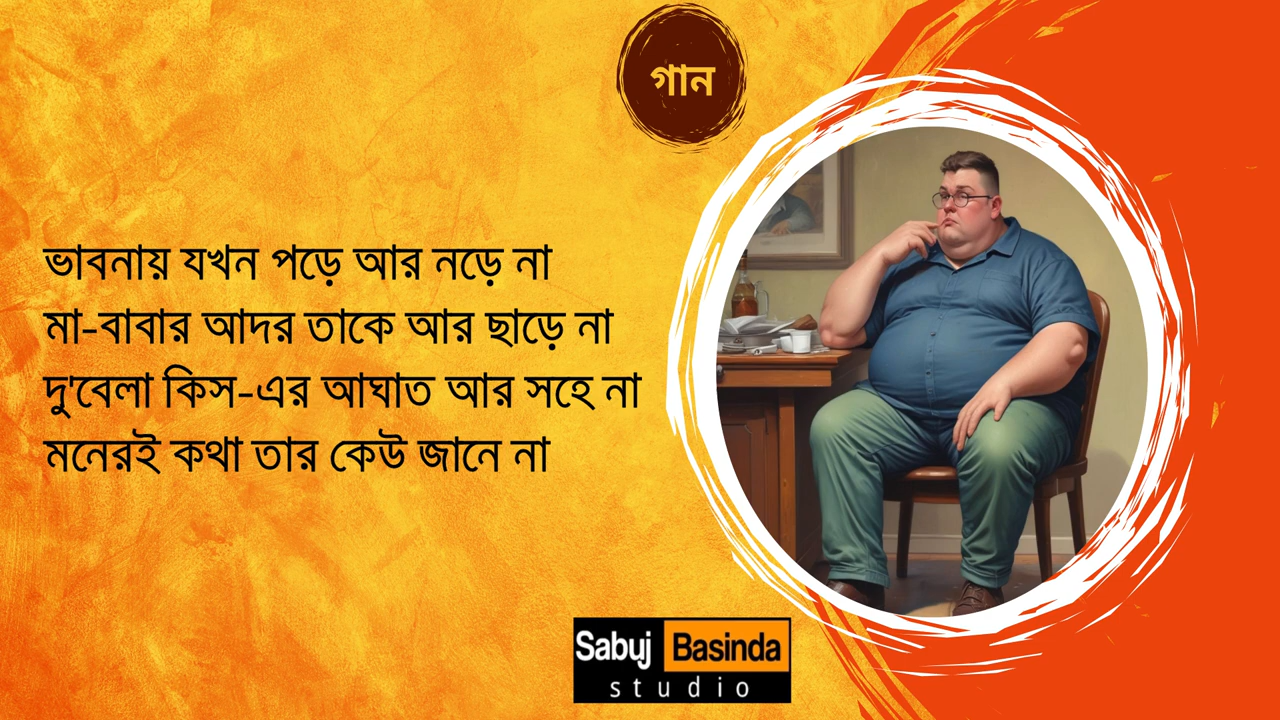 গান
ভাবনায় যখন পড়ে আর নড়ে না
মা-বাবার আদর তাকে আর ছাড়ে না
দু'বেলা কিস-এর আঘাত আর সহে না
মনেরই কথা তার কেউ জানে না
Sabuj Basinda
studio